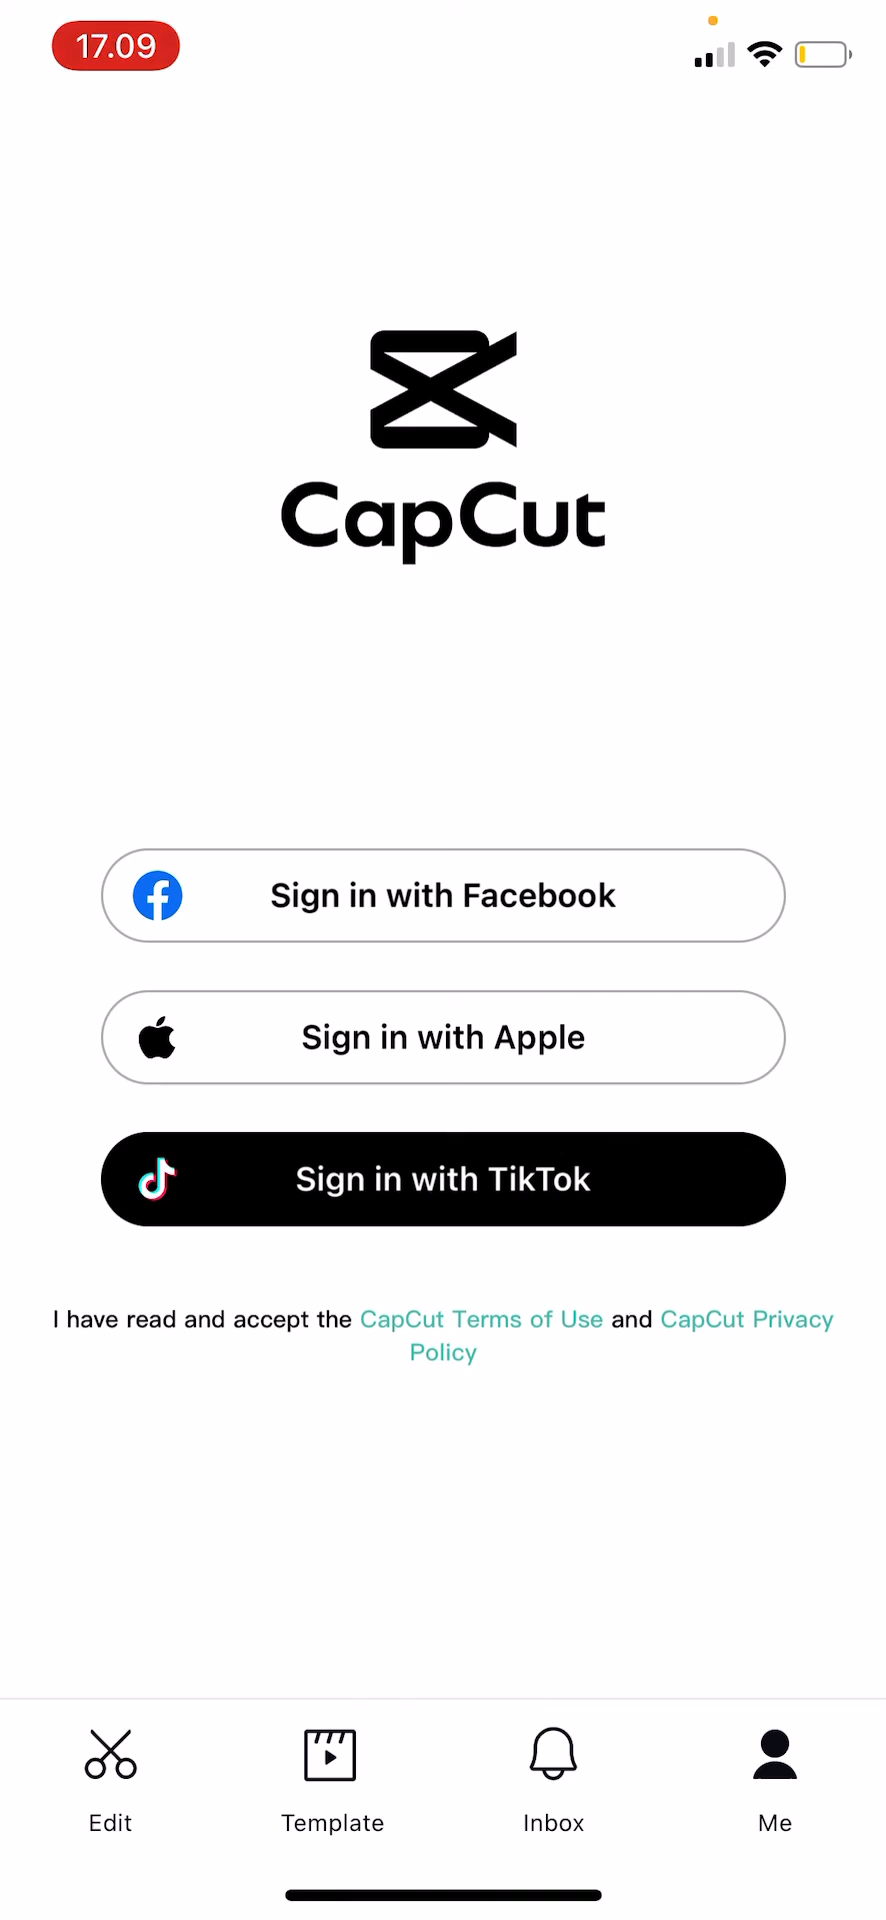 17.09
CapCut
Sign in with Facebook
Sign in with Apple
Sign in with TikTok
I have read and accept the CapCut Terms of Use and CapCut Privacy
Policy
Edit
Template
Inbox
Me